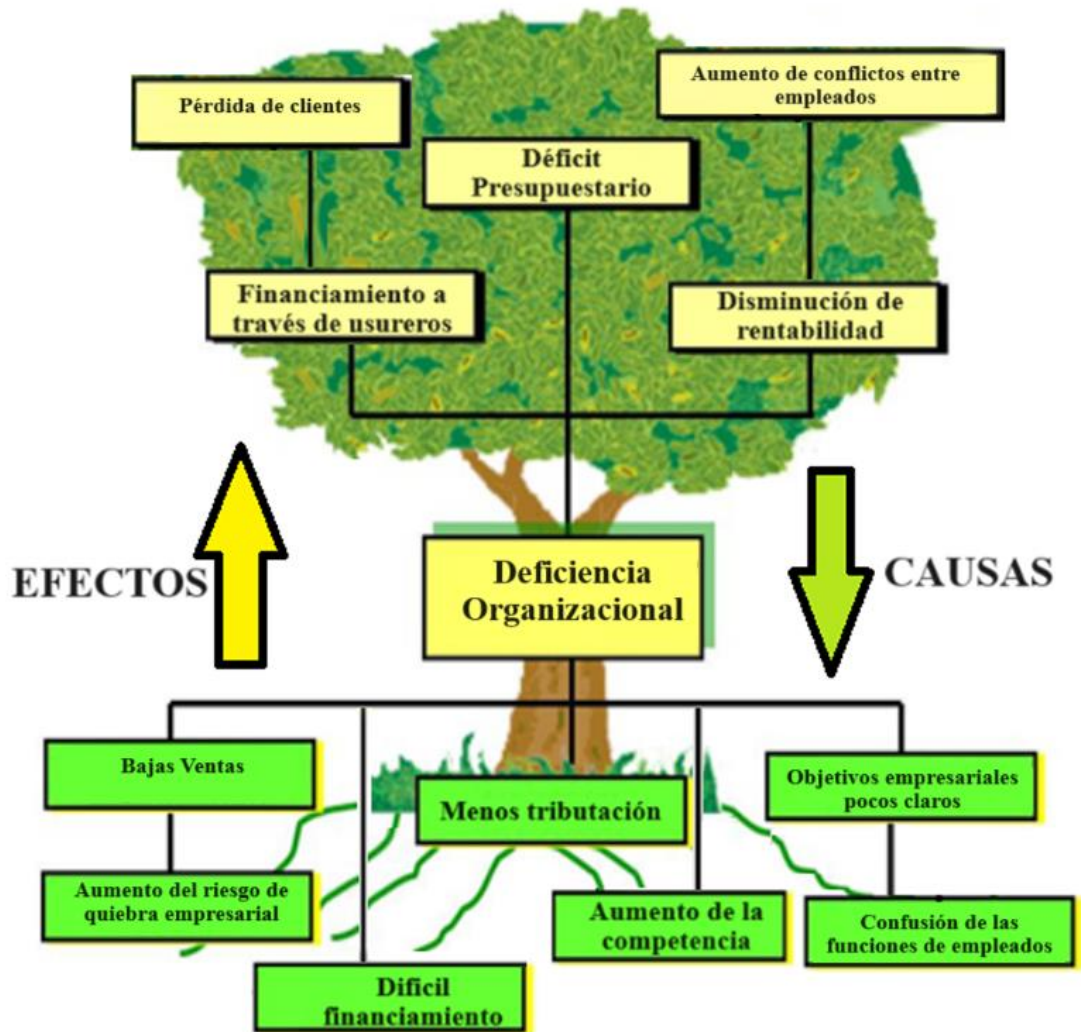 Pérdida de clientes
Aumento de conflictos entre
empleados
Déficit
Presupuestario
Financiamiento a
través de usureros
Disminución de
rentabilidad
EFECTOS
CAUSAS
Deficiencia
Organizacional
Bajas Ventas
Menos tributación
Objetivos empresariales
pocos claros
Aumento del riesgo de
quiebra empresarial
Aumento de la
competencia
Confusión de las
funciones de empleados
Dificil
financiamiento